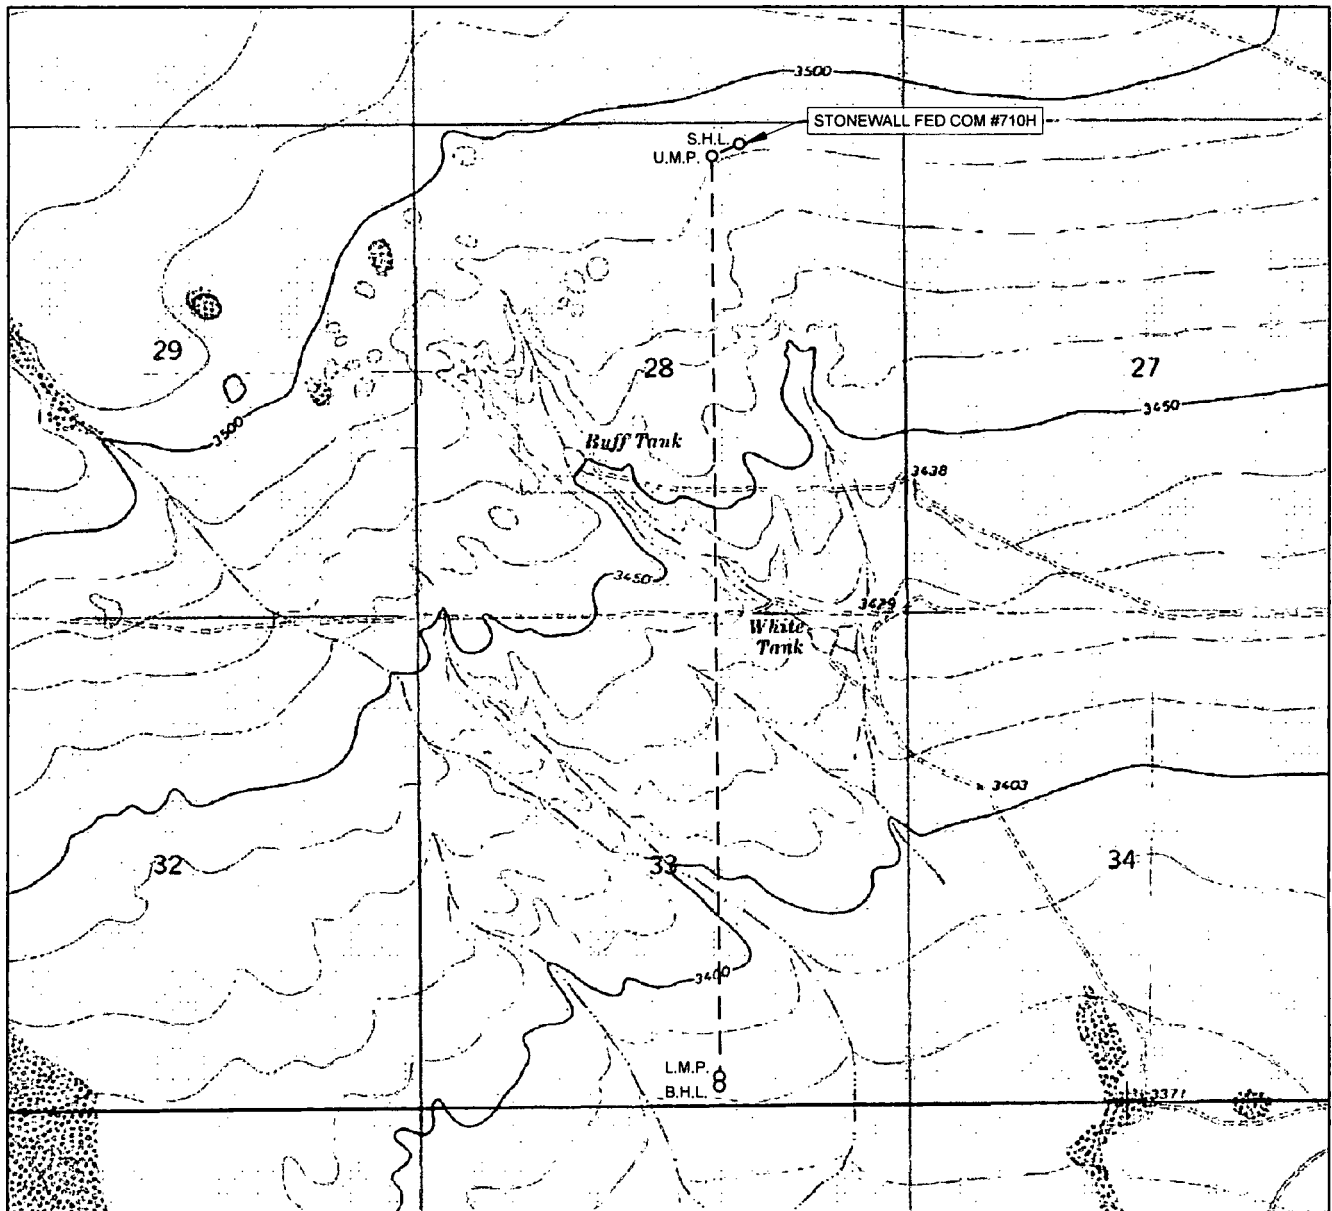 3500
STONEWALL FED COM #710H
S.H.L.
U.M.P.
29
28
27
3500
3450
Buff Tank
3438
3450
3429
White
Tank
3403
32
33
34
3400
L.M.P.
B.H.L.
3371